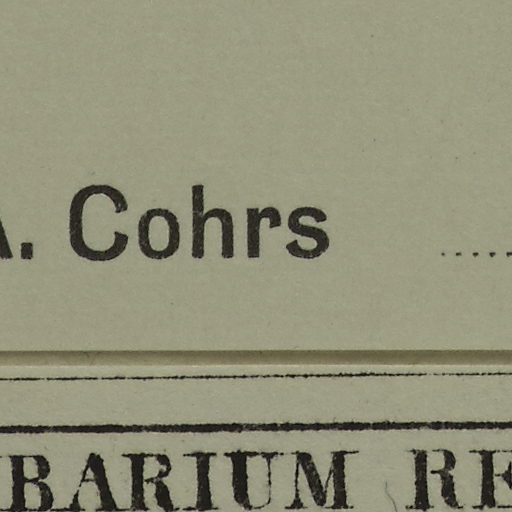 A. Cohrs ....
BARIUM RE